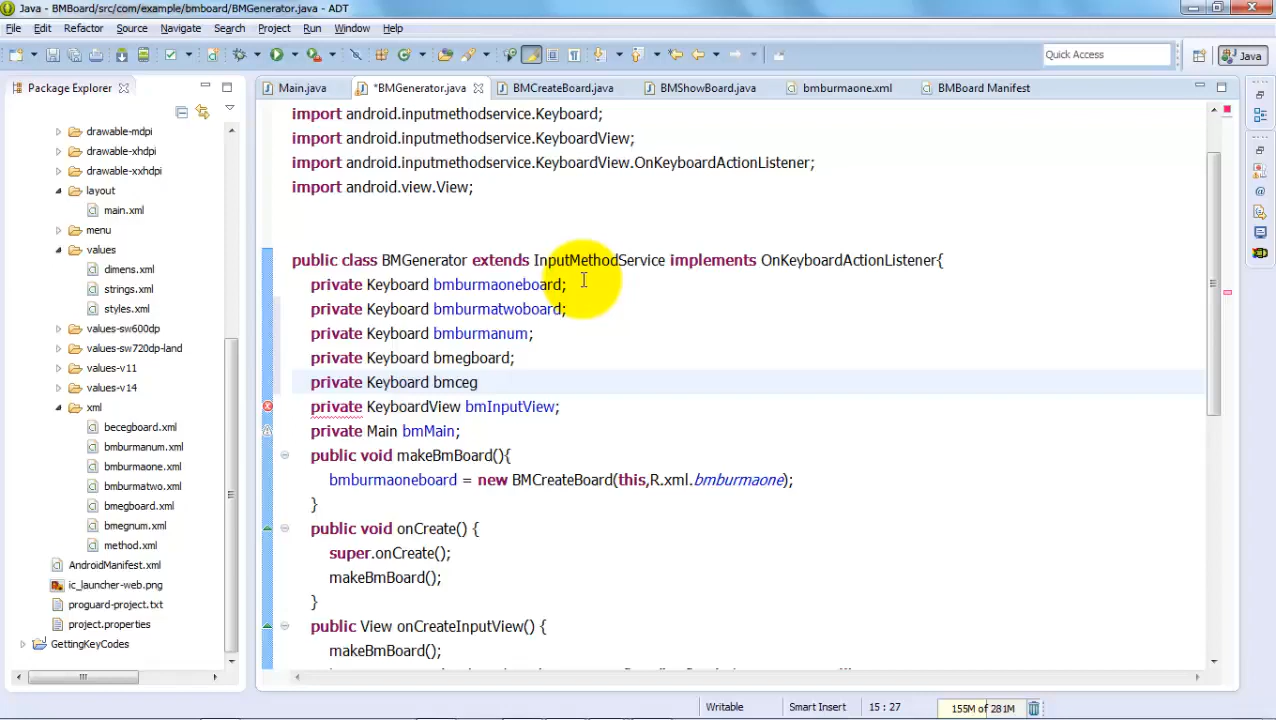 Java - BMBoard/src/com/example/bmboard/BMGenerator.java - ADT
File Edit Refactor Source Navigate Search Project Run Window Help
Quick Access
Java
Package Explorer
Main.java *BMGenerator.java BMCreateBoard.java BMShowBoard.java bmburmaone.xml BMBoard Manifest
drawable-mdpi
drawable-xhdpi
drawable-xxhdpi
layout
main.xml
menu
values
dimens.xml
strings.xml
styles.xml
values-sw600dp
values-sw720dp-land
values-v11
values-v14
xml
becegboard.xml
bmburmanum.xml
bmburmaone.xml
bmburmatwo.xml
bmegboard.xml
bmegnum.xml
method.xml
AndroidManifest.xml
ic_launcher-web.png
proguard-project.txt
project.properties
GettingKeyCodes
import android.inputmethodservice.Keyboard;
import android.inputmethodservice.KeyboardView;
import android.inputmethodservice.KeyboardView.OnKeyboardActionListener;
import android.view.View;
public class BMGenerator extends InputMethodService implements OnKeyboardActionListener{
private Keyboard bmburmaoneboard;
private Keyboard bmburmatwoboard;
private Keyboard bmburmanum;
private Keyboard bmegboard;
private Keyboard bmceg
private KeyboardView bmInputView;
private Main bmMain;
public void makeBmBoard(){
bmburmaoneboard = new BMCreateBoard(this,R.xml.bmburmaone);
}
public void onCreate() {
super.onCreate();
makeBmBoard();
}
public View onCreateInputView() {
makeBmBoard();
Writable Smart Insert 15 : 27 155M of 281M